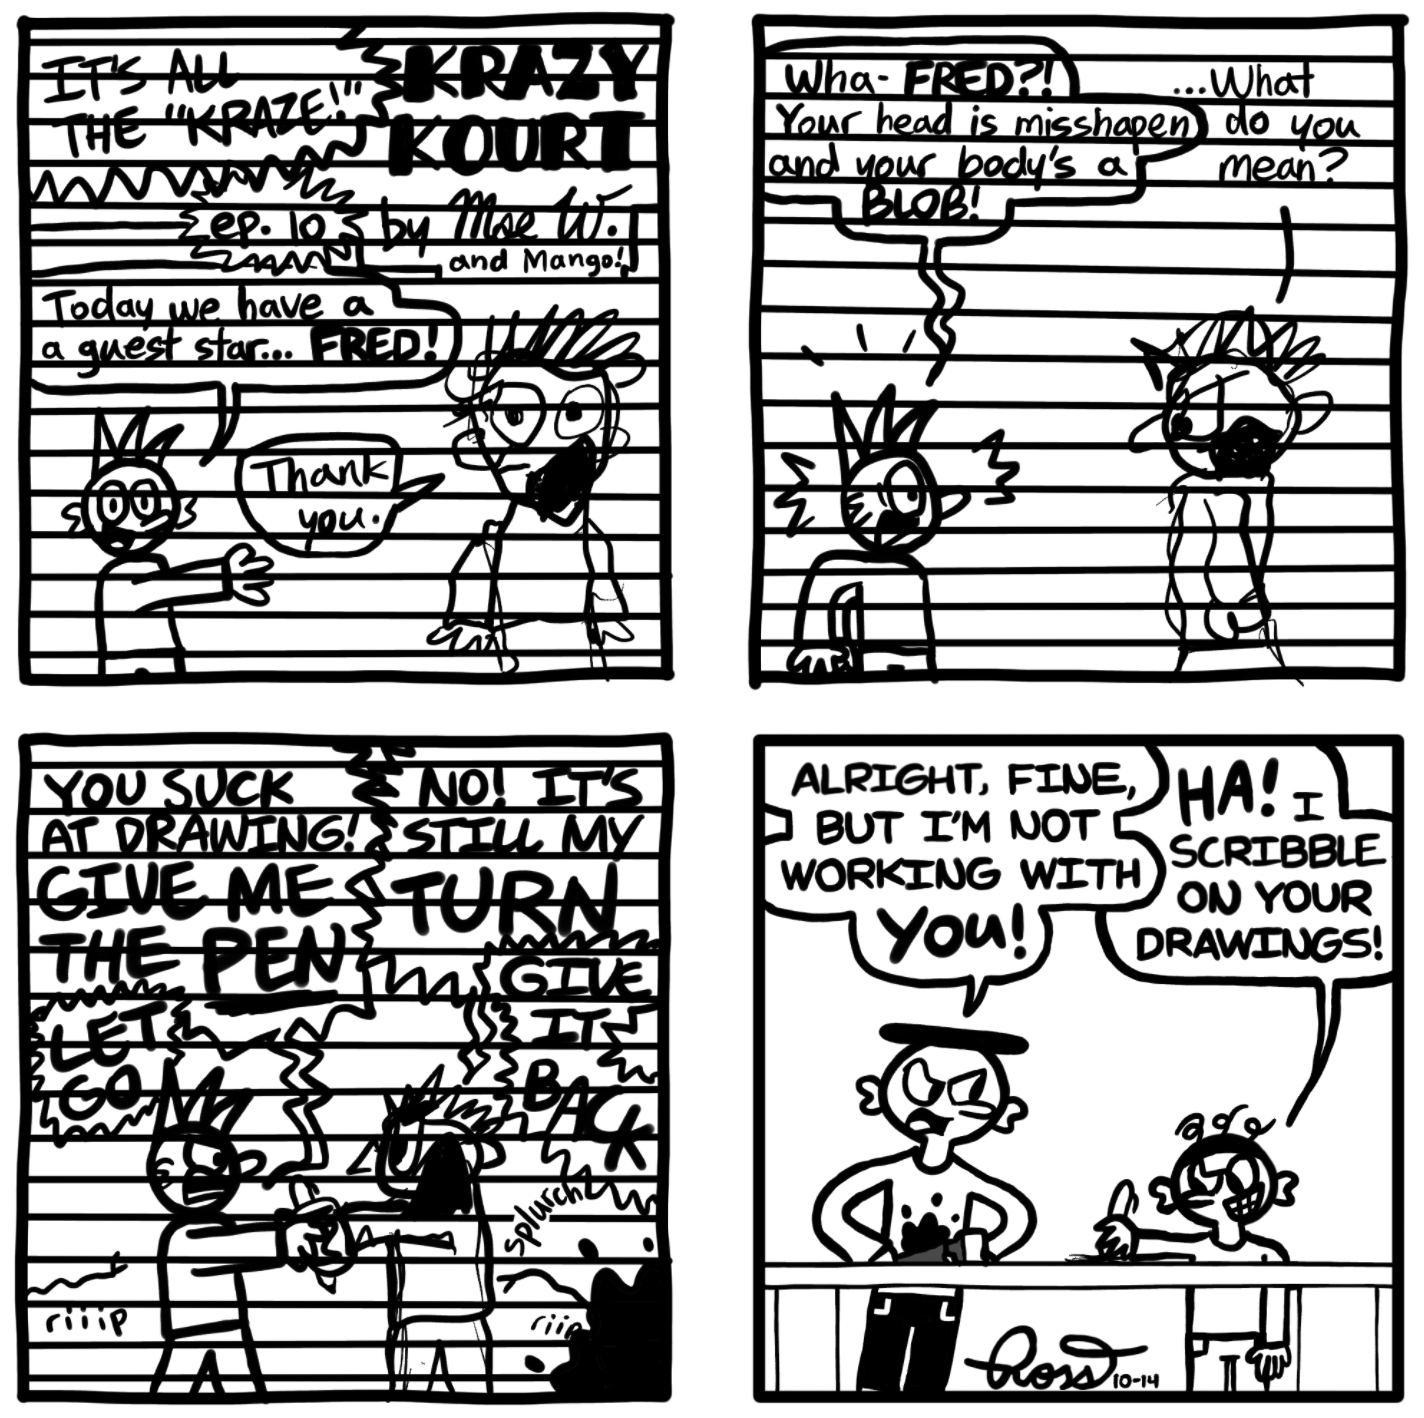 IT'S ALL
THE "KRAZE!"
KRAZY
KOURT
ep. 10
by Moe W.
and Mango!
Today we have a
a guest star... FRED!
Thank
you.
Wha- FRED?!
Your head is misshapen
and your body's a
BLOB!
...What
do you
mean?
YOU SUCK
AT DRAWING!
GIVE ME
THE PEN
NO! IT'S
STILL MY
TURN
LET
GO
GIVE
IT
BACK
splurch
riiip
riiip
ALRIGHT, FINE,
BUT I'M NOT
WORKING WITH
YOU!
HA! I
SCRIBBLE
ON YOUR
DRAWINGS!
Ross 10-14